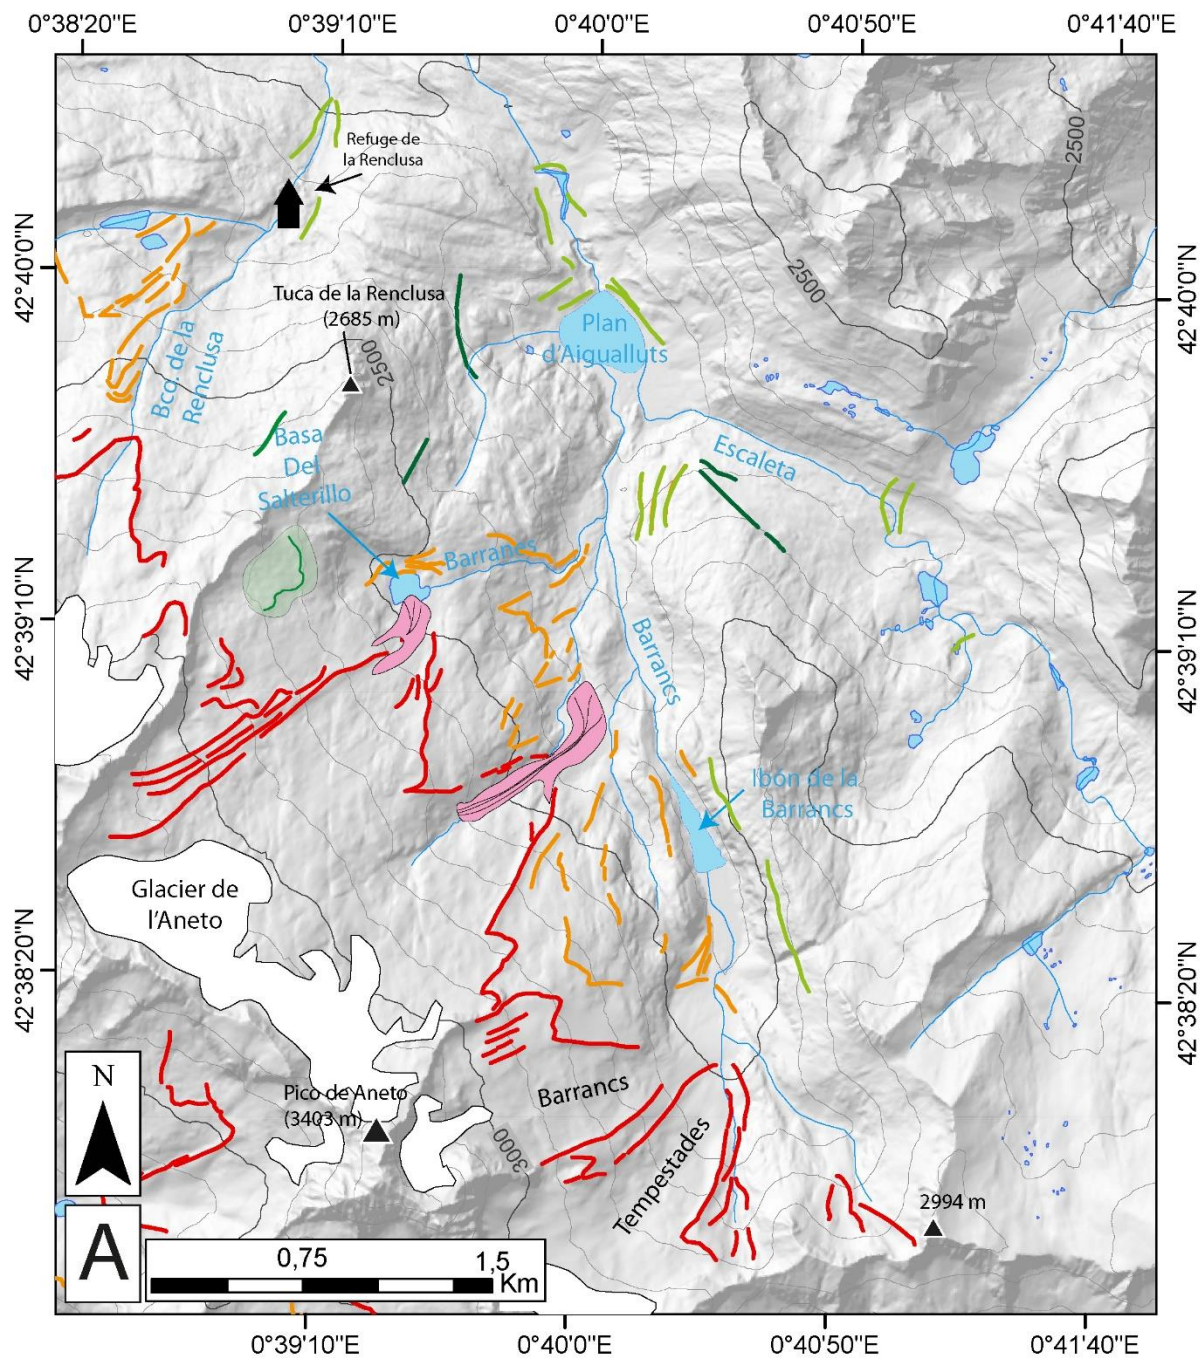 0°38'20"E 0°39'10"E 0°40'0"E 0°40'50"E 0°41'40"E
Refuge de
la Renclusa
2500
42°40'0"N
42°40'0"N
2500
Tuca de la Renclusa
(2685 m)
Plan
d'Aigualluts
Bco. de la
Renclusa
2500
Basa
Del
Salterillo
Escaleta
Barrancs
42°39'10"N
42°39'10"N
Barrancs
Ibón de la
Barrancs
Glacier de
l'Aneto
42°38'20"N
42°38'20"N
N
Pico de Aneto
(3403 m)
Barrancs
3000
Tempestades
2994 m
A
0,75 1,5
Km
0°39'10"E 0°40'0"E 0°40'50"E 0°41'40"E